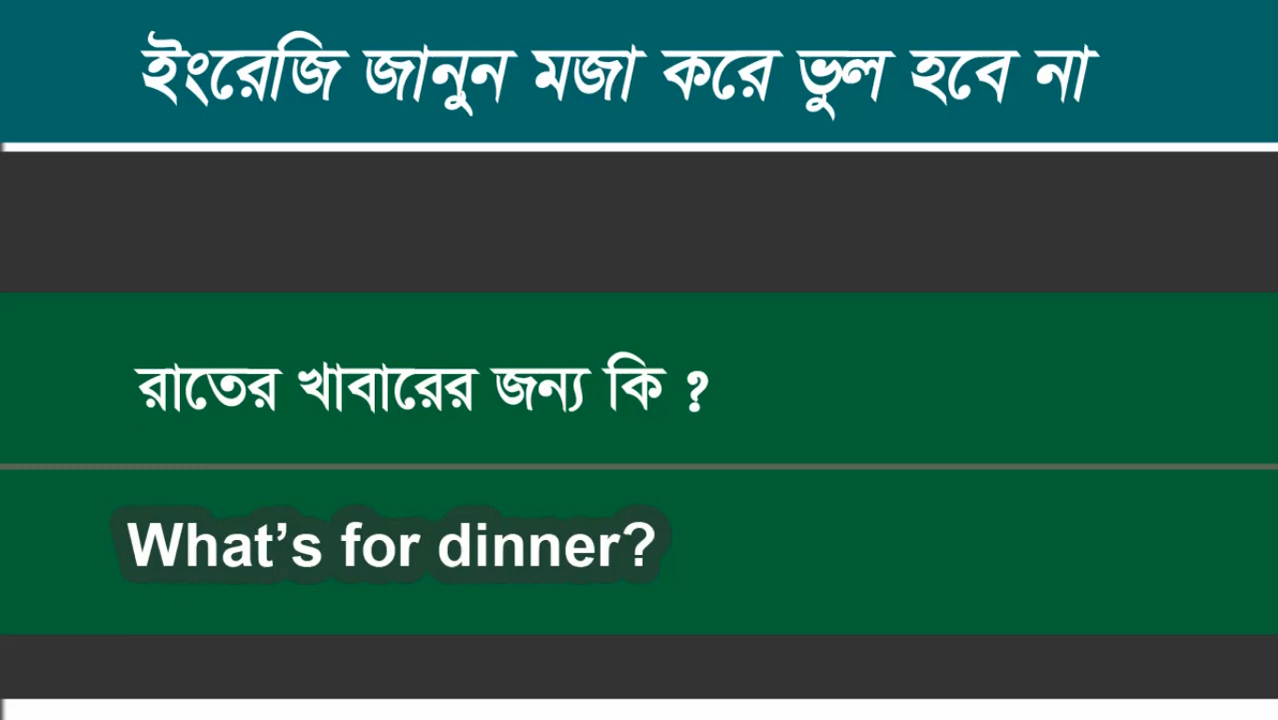 ইংরেজি জানুন মজা করে ভুল হবে না
রাতের খাবারের জন্য কি ?
What’s for dinner?